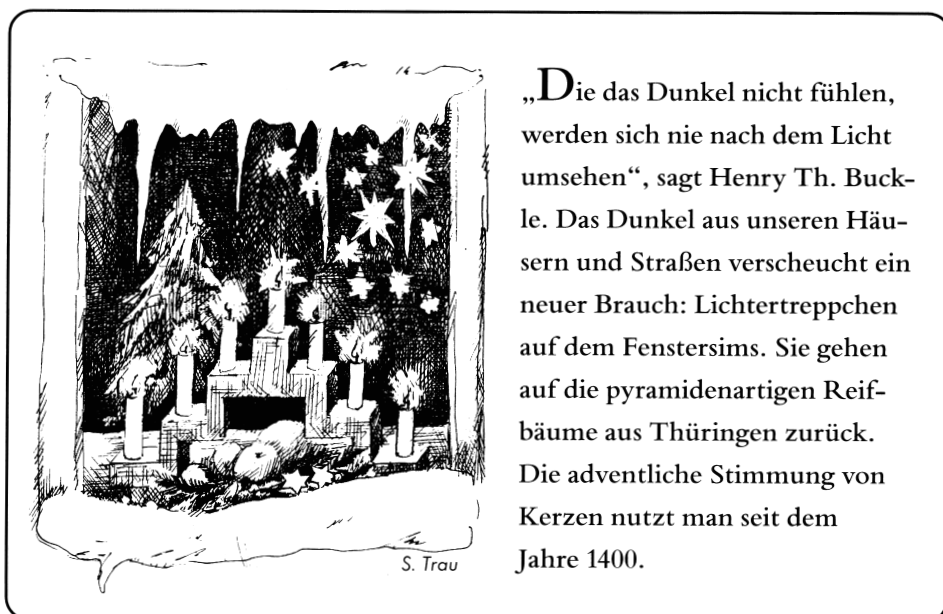 „Die das Dunkel nicht fühlen,
werden sich nie nach dem Licht
umsehen“, sagt Henry Th. Buck-
le. Das Dunkel aus unseren Häu-
sern und Straßen verscheucht ein
neuer Brauch: Lichtertreppchen
auf dem Fenstersims. Sie gehen
auf die pyramidenartigen Reif-
bäume aus Thüringen zurück.
Die adventliche Stimmung von
Kerzen nutzt man seit dem
Jahre 1400.
S. Trau